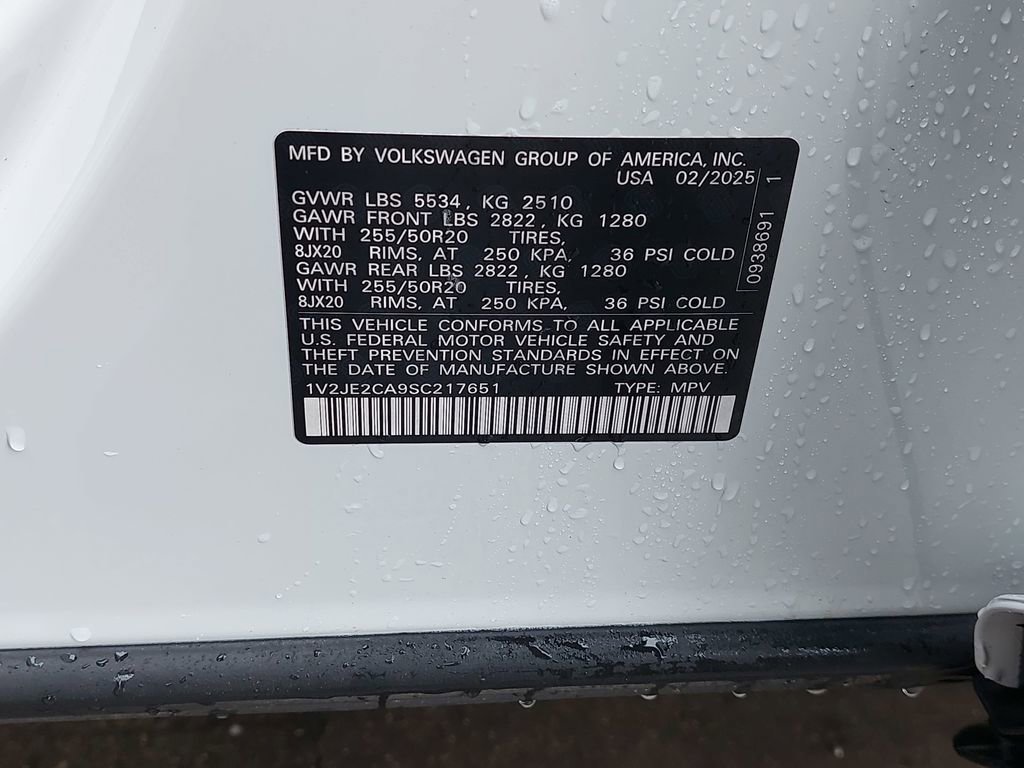 MFD BY VOLKSWAGEN GROUP OF AMERICA, INC.
USA 02/2025
GVWR LBS 5534, KG 2510
GAWR FRONT LBS 2822, KG 1280
WITH 255/50R20 TIRES,
8JX20 RIMS, AT 250 KPA, 36 PSI COLD
GAWR REAR LBS 2822, KG 1280
WITH 255/50R20 TIRES,
8JX20 RIMS, AT 250 KPA, 36 PSI COLD
THIS VEHICLE CONFORMS TO ALL APPLICABLE
U.S. FEDERAL MOTOR VEHICLE SAFETY AND
THEFT PREVENTION STANDARDS IN EFFECT ON
THE DATE OF MANUFACTURE SHOWN ABOVE.
1V2JE2CA9SC217651 TYPE: MPV
0938691 1